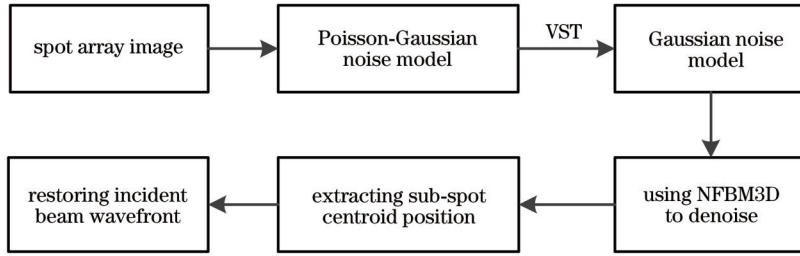 spot array image
Poisson-Gaussian
noise model
VST
Gaussian noise
model
using NFBM3D
to denoise
extracting sub-spot
centroid position
restoring incident
beam wavefront